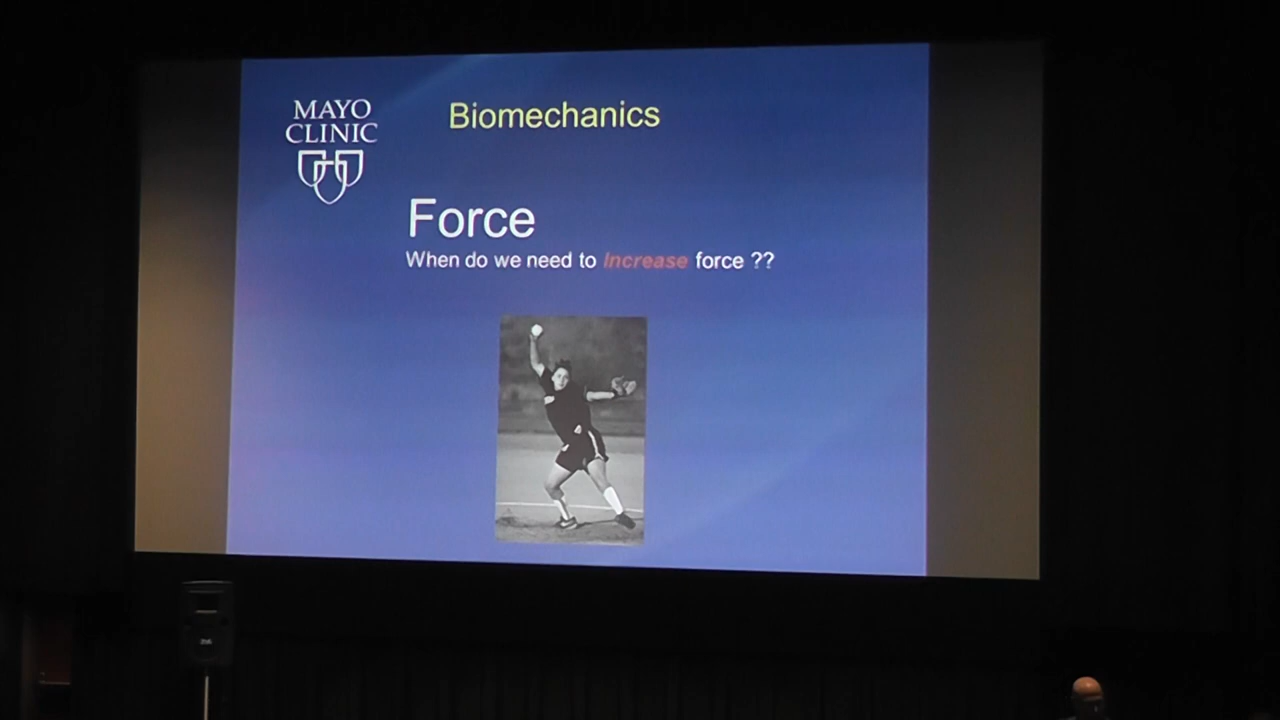 MAYO
CLINIC
Biomechanics
Force
When do we need to Increase force ??